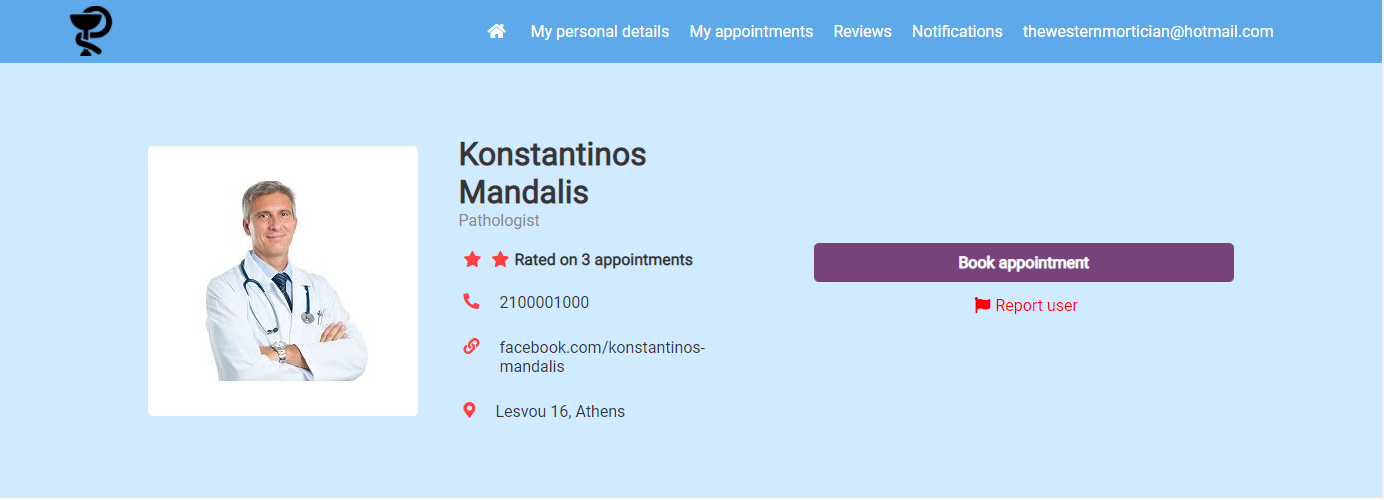 My personal details My appointments Reviews Notifications thewesternmortician@hotmail.com
Konstantinos
Mandalis
Pathologist
Rated on 3 appointments
2100001000
facebook.com/konstantinos-
mandalis
Lesvou 16, Athens
Book appointment
Report user